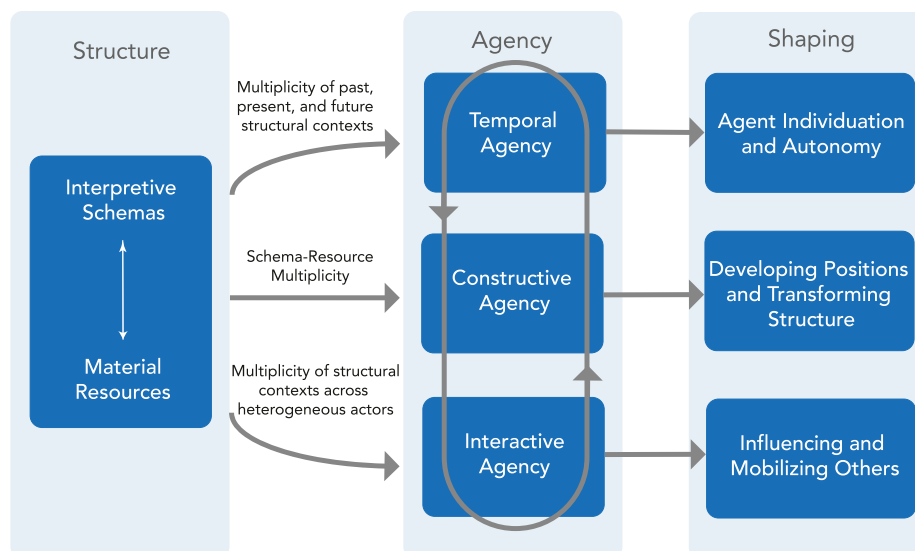 Structure
Agency
Shaping
Multiplicity of past,
present, and future
structural contexts
Temporal
Agency
Agent Individuation
and Autonomy
Interpretive
Schemas
Schema-Resource
Multiplicity
Constructive
Agency
Developing Positions
and Transforming
Structure
Material
Resources
Multiplicity of structural
contexts across
heterogeneous actors
Interactive
Agency
Influencing and
Mobilizing Others